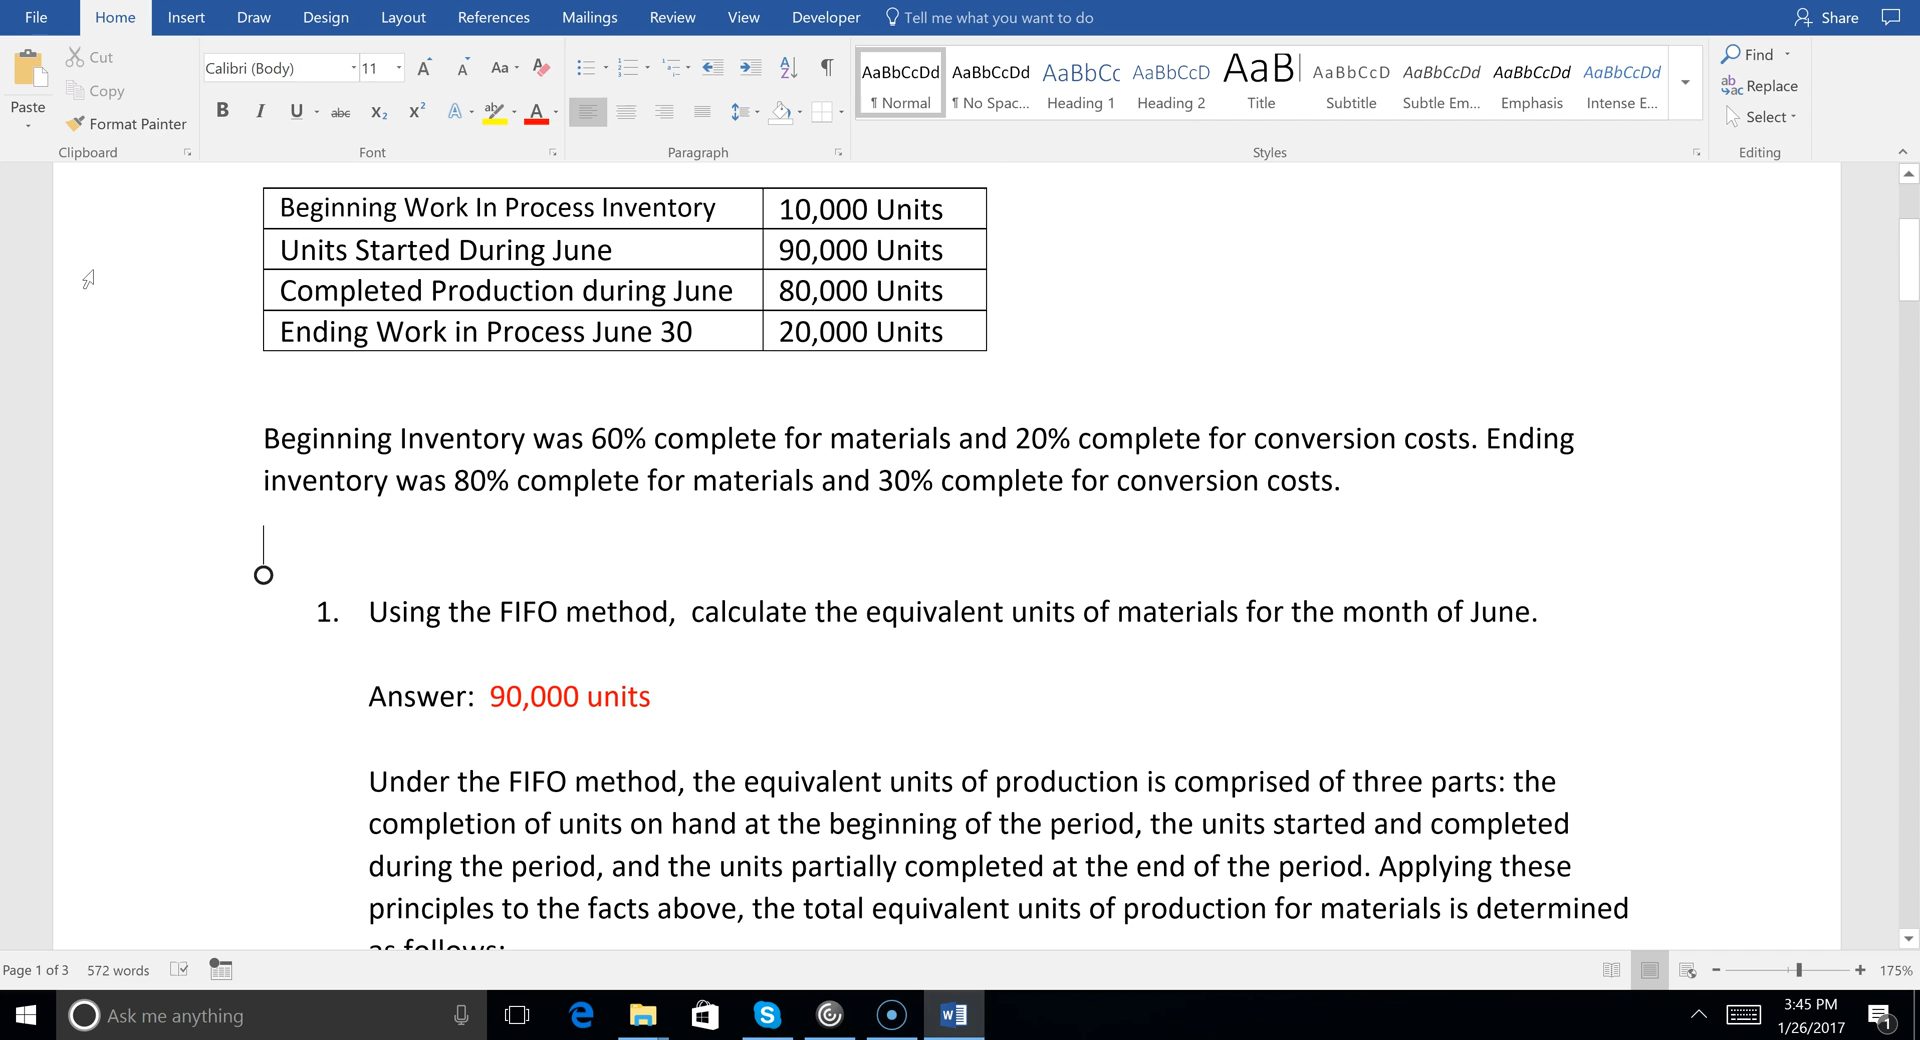 File Home Insert Draw Design Layout References Mailings Review View Developer Tell me what you want to do Share
Paste
Cut
Copy
Format Painter
Clipboard
Calibri (Body) 11
Font
Paragraph
AaBbCcDd AaBbCcDd AaBbCc AaBbCcD AaB AaBbCcD AaBbCcDd AaBbCcDd AaBbCcDd
¶ Normal ¶ No Spac... Heading 1 Heading 2 Title Subtitle Subtle Em... Emphasis Intense E...
Styles
Find
Replace
Select
Editing
Beginning Work In Process Inventory 10,000 Units
Units Started During June 90,000 Units
Completed Production during June 80,000 Units
Ending Work in Process June 30 20,000 Units
Beginning Inventory was 60% complete for materials and 20% complete for conversion costs. Ending
inventory was 80% complete for materials and 30% complete for conversion costs.
1. Using the FIFO method, calculate the equivalent units of materials for the month of June.
Answer: 90,000 units
Under the FIFO method, the equivalent units of production is comprised of three parts: the
completion of units on hand at the beginning of the period, the units started and completed
during the period, and the units partially completed at the end of the period. Applying these
principles to the facts above, the total equivalent units of production for materials is determined
as follows:
Page 1 of 3 572 words 175%
Ask me anything
3:45 PM
1/26/2017
1